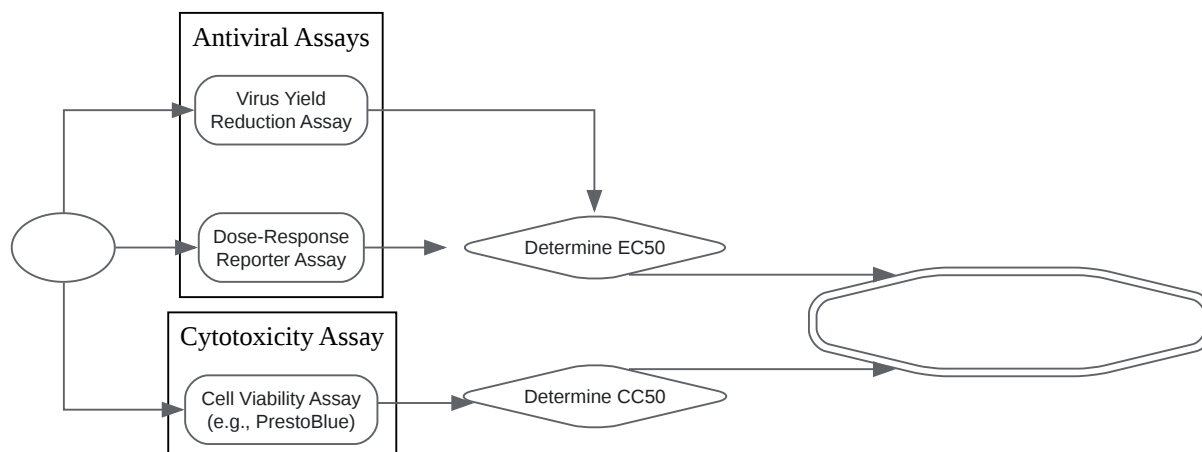 Antiviral Assays
Virus Yield
Reduction Assay
Dose-Response
Reporter Assay
Determine EC50
Cytotoxicity Assay
Cell Viability Assay
(e.g., PrestoBlue)
Determine CC50